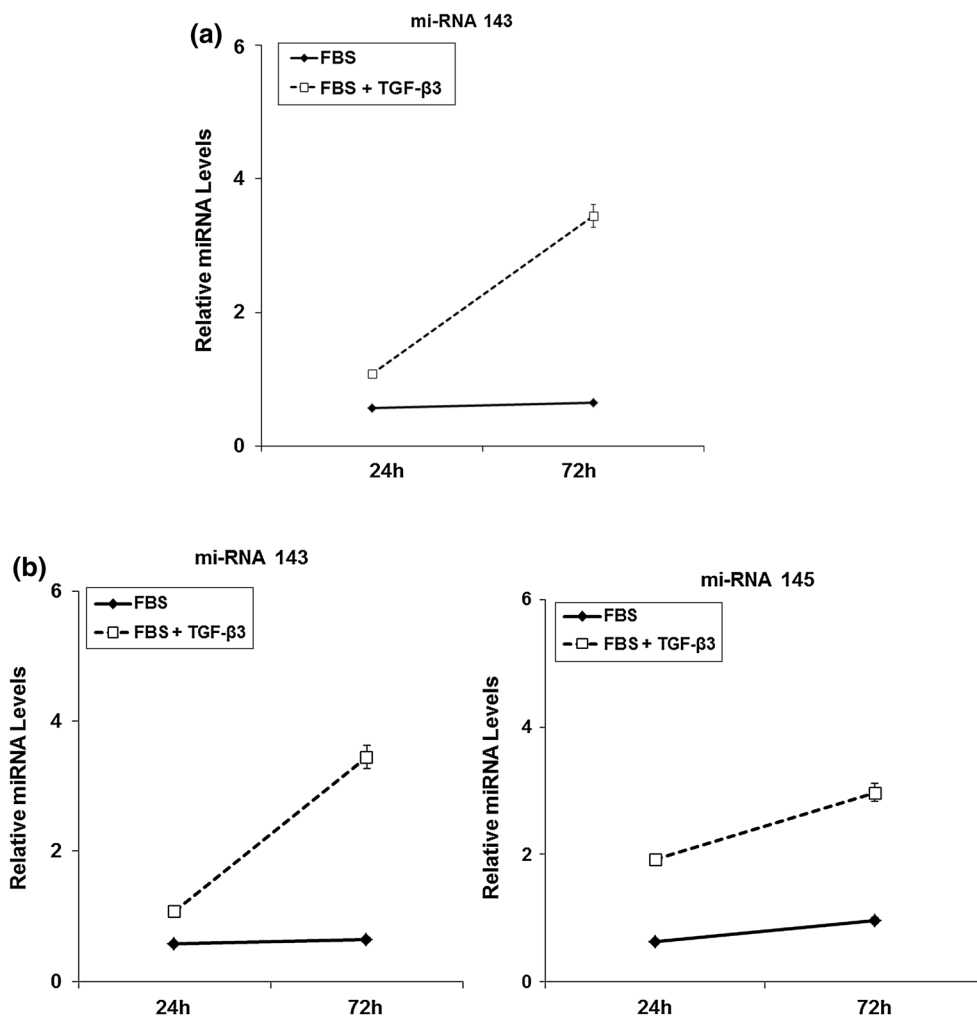 (a)
mi-RNA 143
FBS
FBS + TGF-β3
Relative miRNA Levels
6
4
2
0
24h
72h
(b)
mi-RNA 143
FBS
FBS + TGF-β3
Relative miRNA Levels
6
4
2
0
24h
72h
mi-RNA 145
FBS
FBS + TGF-β3
Relative miRNA Levels
6
4
2
0
24h
72h